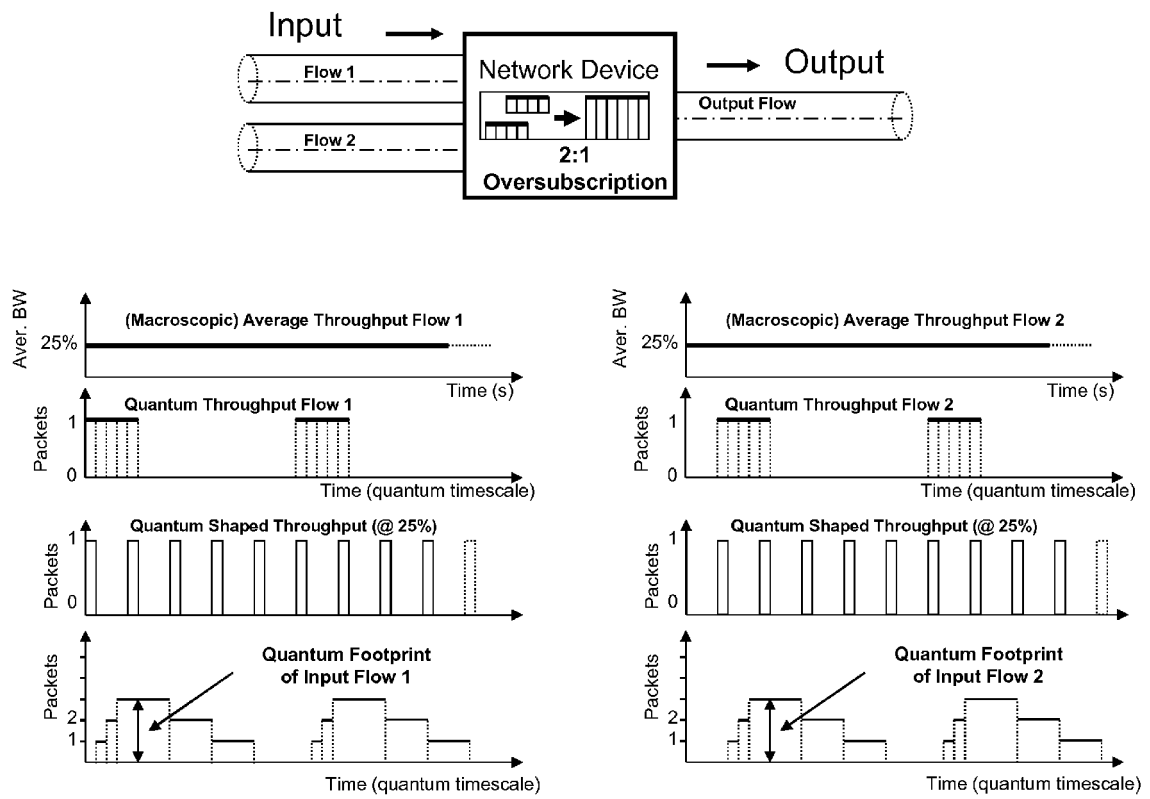 Input
Output
Flow 1
Flow 2
Network Device
2:1
Oversubscription
Output Flow
Aver. BW
25%
(Macroscopic) Average Throughput Flow 1
Time (s)
Packets
1
0
Quantum Throughput Flow 1
Time (quantum timescale)
Packets
1
0
Quantum Shaped Throughput (@ 25%)
Packets
2
1
Quantum Footprint
of Input Flow 1
Time (quantum timescale)
Aver. BW
25%
(Macroscopic) Average Throughput Flow 2
Time (s)
Packets
1
0
Quantum Throughput Flow 2
Time (quantum timescale)
Packets
1
0
Quantum Shaped Throughput (@ 25%)
Packets
2
1
Quantum Footprint
of Input Flow 2
Time (quantum timescale)